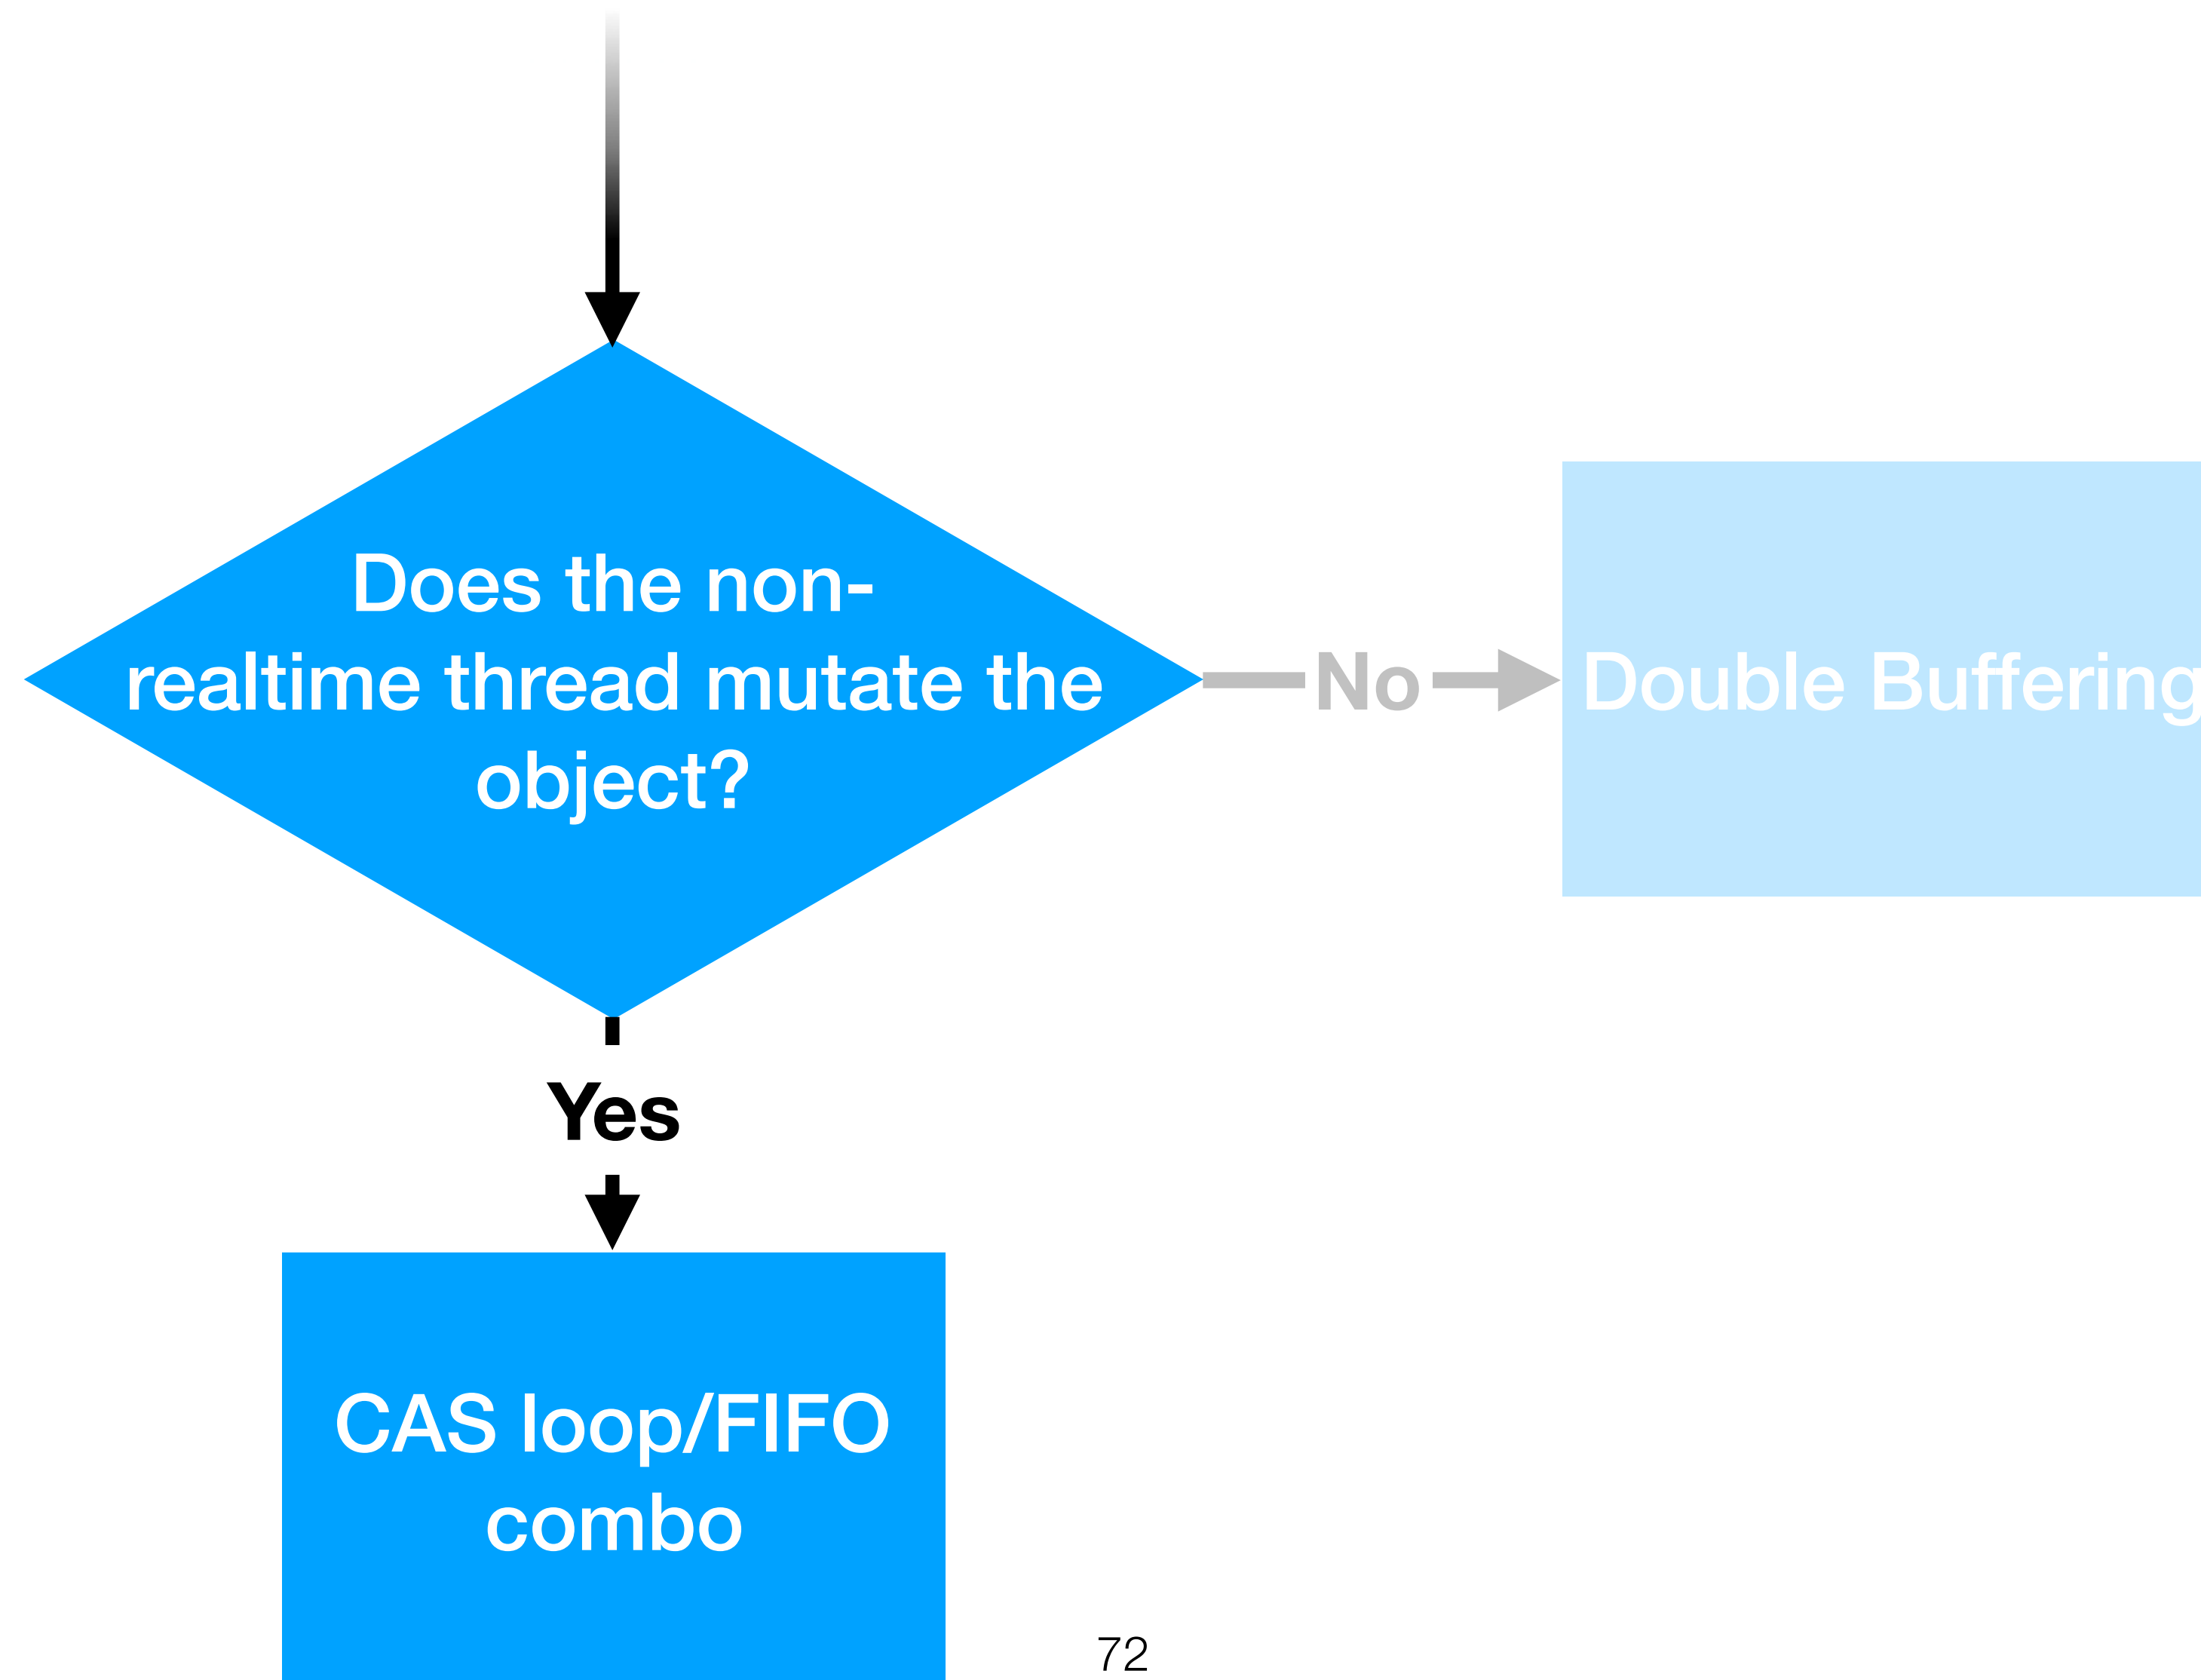 Does the non-
realtime thread mutate the
object?
No
Double Buffering
Yes
CAS loop/FIFO
combo
72